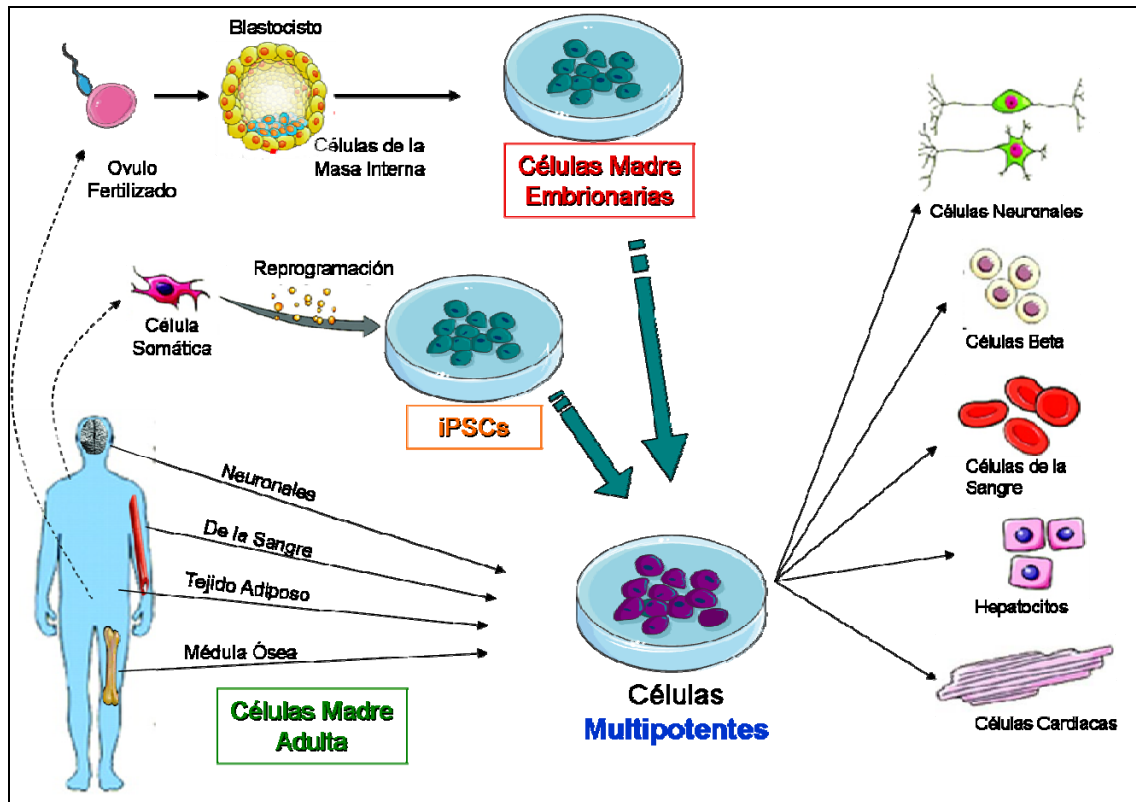 Blastocisto
Ovulo
Fertilizado
Células de la
Masa Interna
Células Madre
Embrionarias
Reprogramación
Célula
Somática
iPSCs
Neuronales
De la Sangre
Tejido Adiposo
Médula Ósea
Células Madre
Adulta
Células
Multipotentes
Células Neuronales
Células Beta
Células de la
Sangre
Hepatocitos
Células Cardiacas